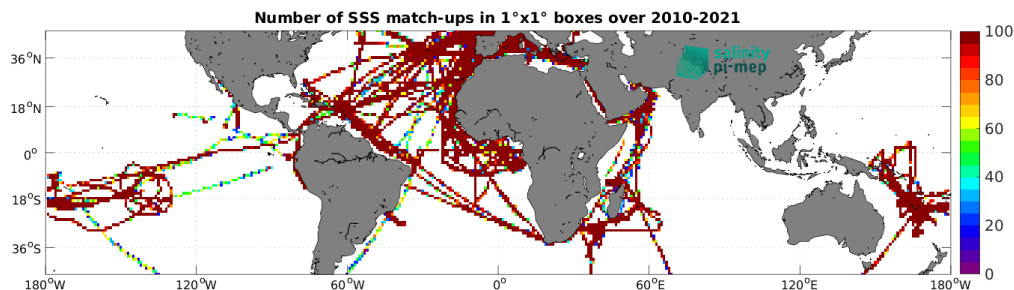 Number of SSS match-ups in 1°x1° boxes over 2010-2021
salinity
pi-mep
36°N
18°N
0°
18°S
36°S
180°W 120°W 60°W 0° 60°E 120°E 180°W
100
80
60
40
20
0